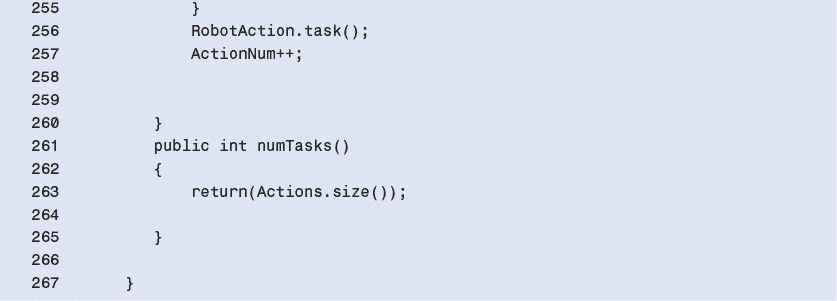 255 }
256 RobotAction.task();
257 ActionNum++;
258
259
260 }
261 public int numTasks()
262 {
263 return(Actions.size());
264
265 }
266
267 }